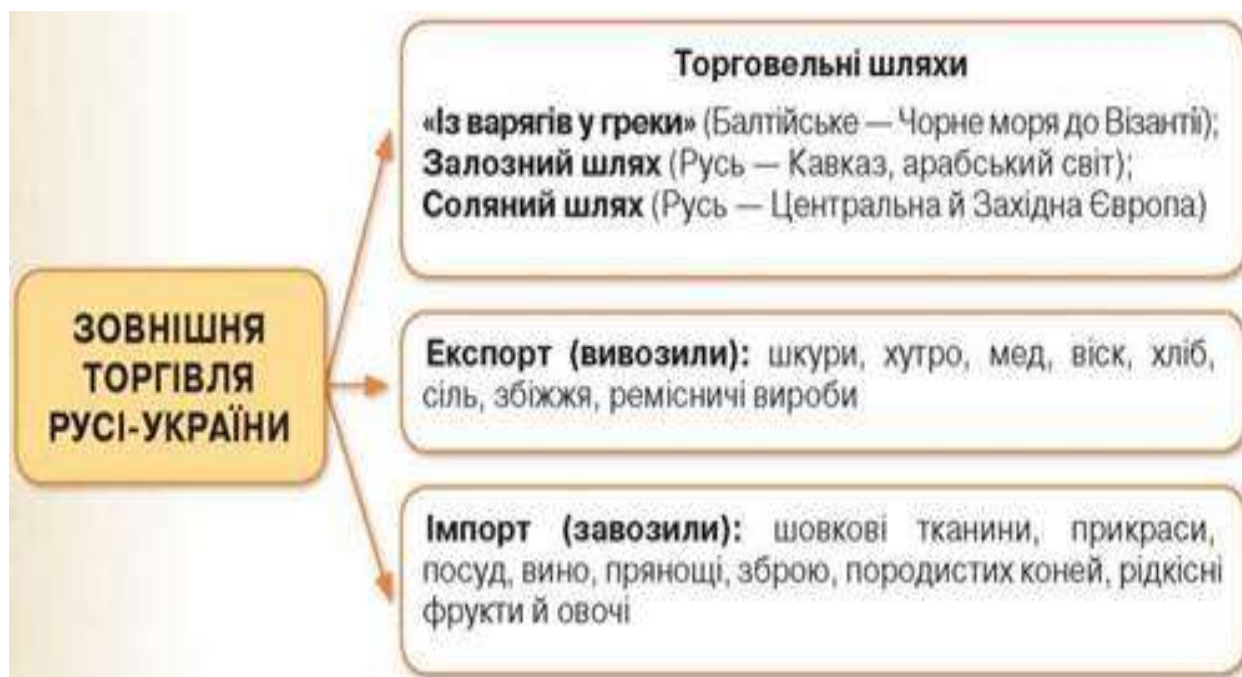 Торговельні шляхи
«Із варягів у греки» (Балтійське — Чорне моря до Візантії);
Залозний шлях (Русь — Кавказ, арабський світ);
Соляний шлях (Русь — Центральна й Західна Європа)
ЗОВНІШНЯ
ТОРГІВЛЯ
РУСІ-УКРАЇНИ
Експорт (вивозили): шкури, хутро, мед, віск, хліб,
сіль, збіжжя, ремісничі вироби
Імпорт (завозили): шовкові тканини, прикраси,
посуд, вино, прянощі, зброю, породистих коней, рідкісні
фрукти й овочі